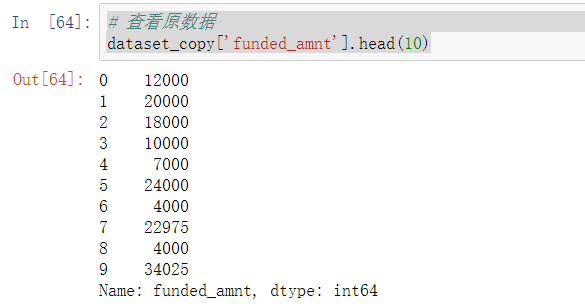 In [64]: # 查看原数据
dataset_copy['funded_amnt'].head(10)
Out[64]: 0 12000
1 20000
2 18000
3 10000
4 7000
5 24000
6 4000
7 22975
8 4000
9 34025
Name: funded_amnt, dtype: int64